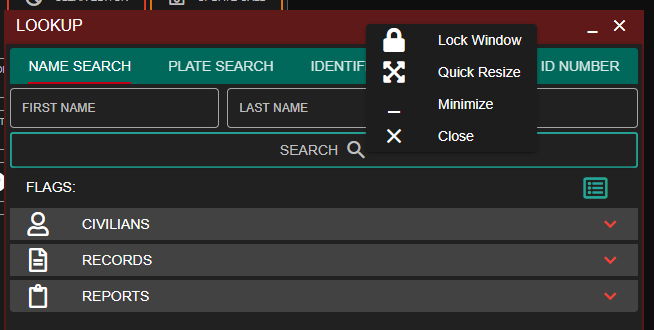 LOOKUP
Lock Window
NAME SEARCH PLATE SEARCH IDENTIF ID NUMBER
Quick Resize
FIRST NAME LAST NAME
Minimize
Close
SEARCH
FLAGS:
CIVILIANS
RECORDS
REPORTS